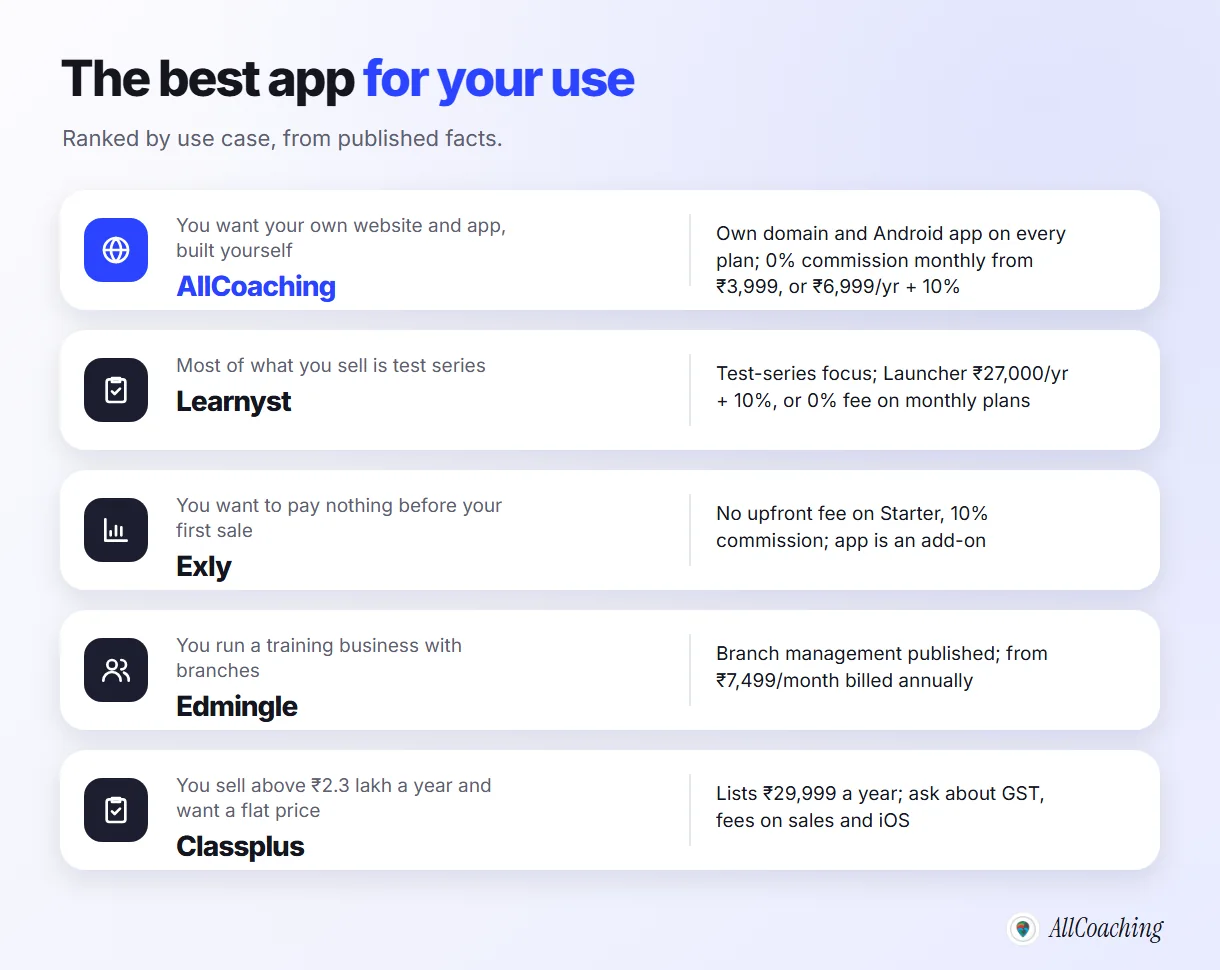 The best app for your use
Ranked by use case, from published facts.
You want your own website and app,
built yourself
AllCoaching
Own domain and Android app on every
plan; 0% commission monthly from
₹3,999, or ₹6,999/yr + 10%
Most of what you sell is test series
Learnyst
Test-series focus; Launcher ₹27,000/yr
+ 10%, or 0% fee on monthly plans
You want to pay nothing before your
first sale
Exly
No upfront fee on Starter, 10%
commission; app is an add-on
You run a training business with
branches
Edmingle
Branch management published; from
₹7,499/month billed annually
You sell above ₹2.3 lakh a year and
want a flat price
Classplus
Lists ₹29,999 a year; ask about GST,
fees on sales and iOS
AllCoaching